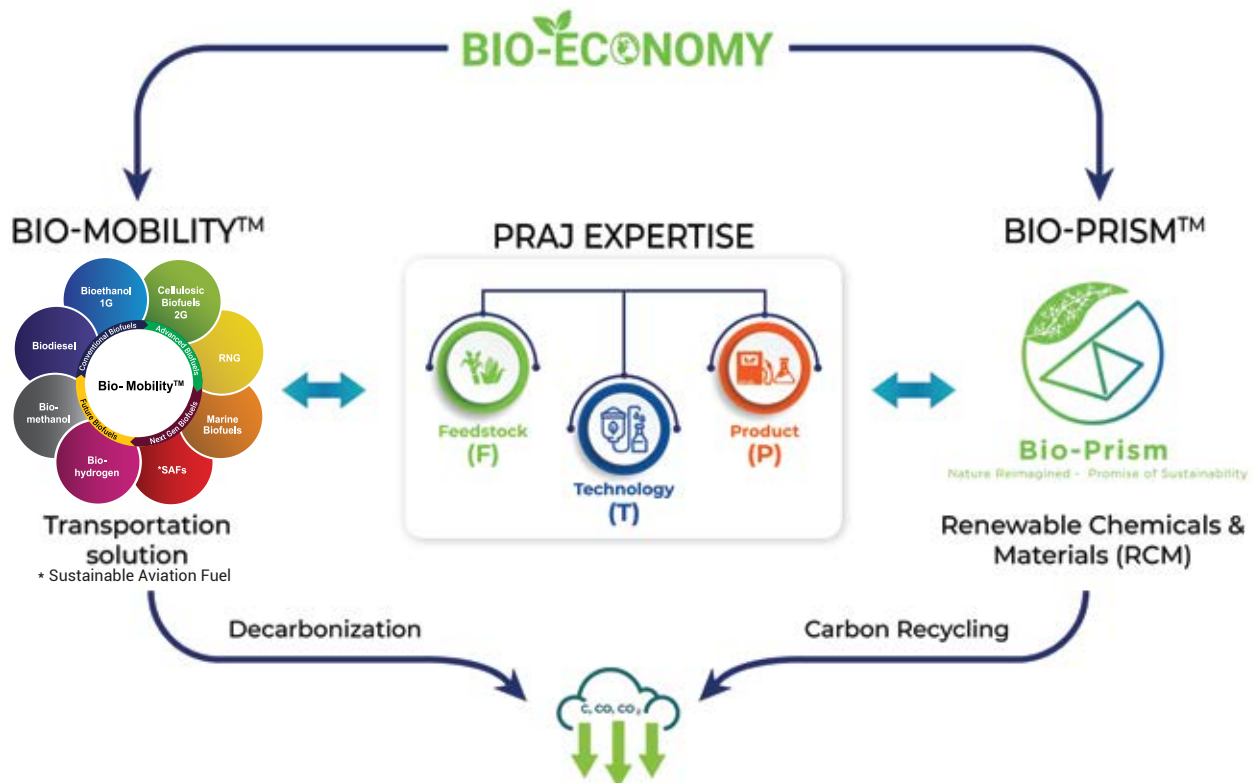 BIO-ECONOMY
BIO-MOBILITY™
Bioethanol
1G
Cellulosic
Biofuels
2G
Biodiesel
RNG
Bio-
methanol
Marine
Biofuels
Bio-
hydrogen
*SAFs
Conventional Biofuels
Advanced Biofuels
Next Gen Biofuels
Future Biofuels
Bio- Mobility™
Transportation
solution
* Sustainable Aviation Fuel
PRAJ EXPERTISE
Feedstock
(F)
Technology
(T)
Product
(P)
BIO-PRISM™
Bio-Prism
Nature Reimagined - Promise of Sustainability
Renewable Chemicals &
Materials (RCM)
Decarbonization
Carbon Recycling
C, CO, CO₂